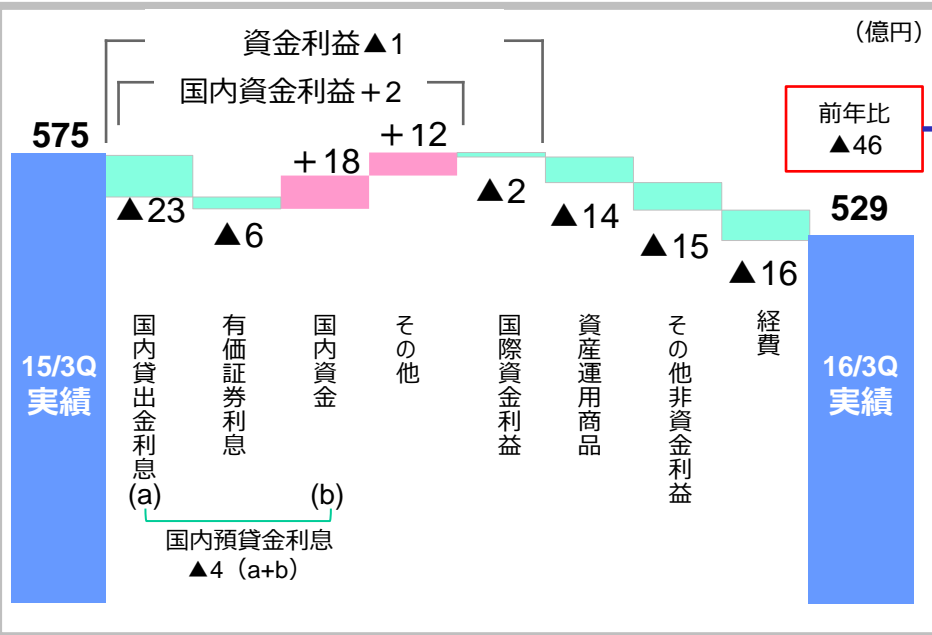 （億円）
資金利益▲1
国内資金利益＋2
前年比
▲46
575
▲23
▲6
＋18
＋12
▲2
▲14
▲15
▲16
529
15/3Q
実績
国内貸出金利息
(a)
有価証券利息
国内資金
(b)
その他
国際資金利益
資産運用商品
その他非資金利益
経費
16/3Q
実績
国内預貸金利息
▲4（a+b）